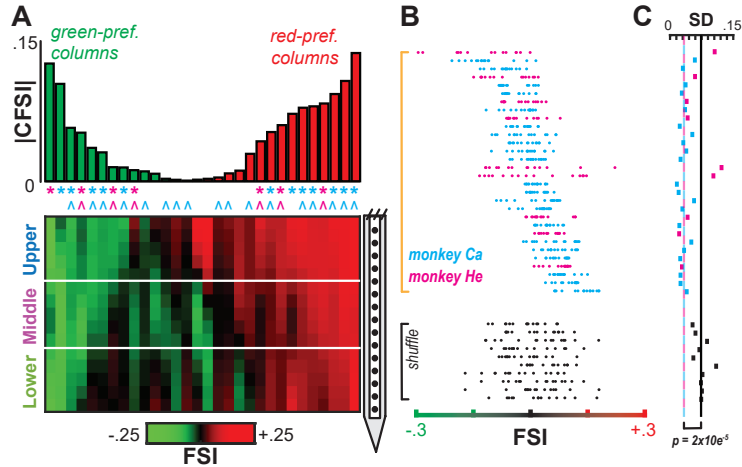 A
.15
|CFSI|
0
green-pref.
columns
red-pref.
columns
* * * * * * * * * * * * * * * * * *
^ ^ ^ ^ ^ ^ ^ ^ ^ ^ ^ ^ ^ ^ ^ ^ ^ ^ ^ ^ ^ ^ ^
Upper
Middle
Lower
-.25
+.25
FSI
B
monkey Ca
monkey He
shuffle
-.3
+.3
FSI
C
SD
0
.15
p = 2x10e-5